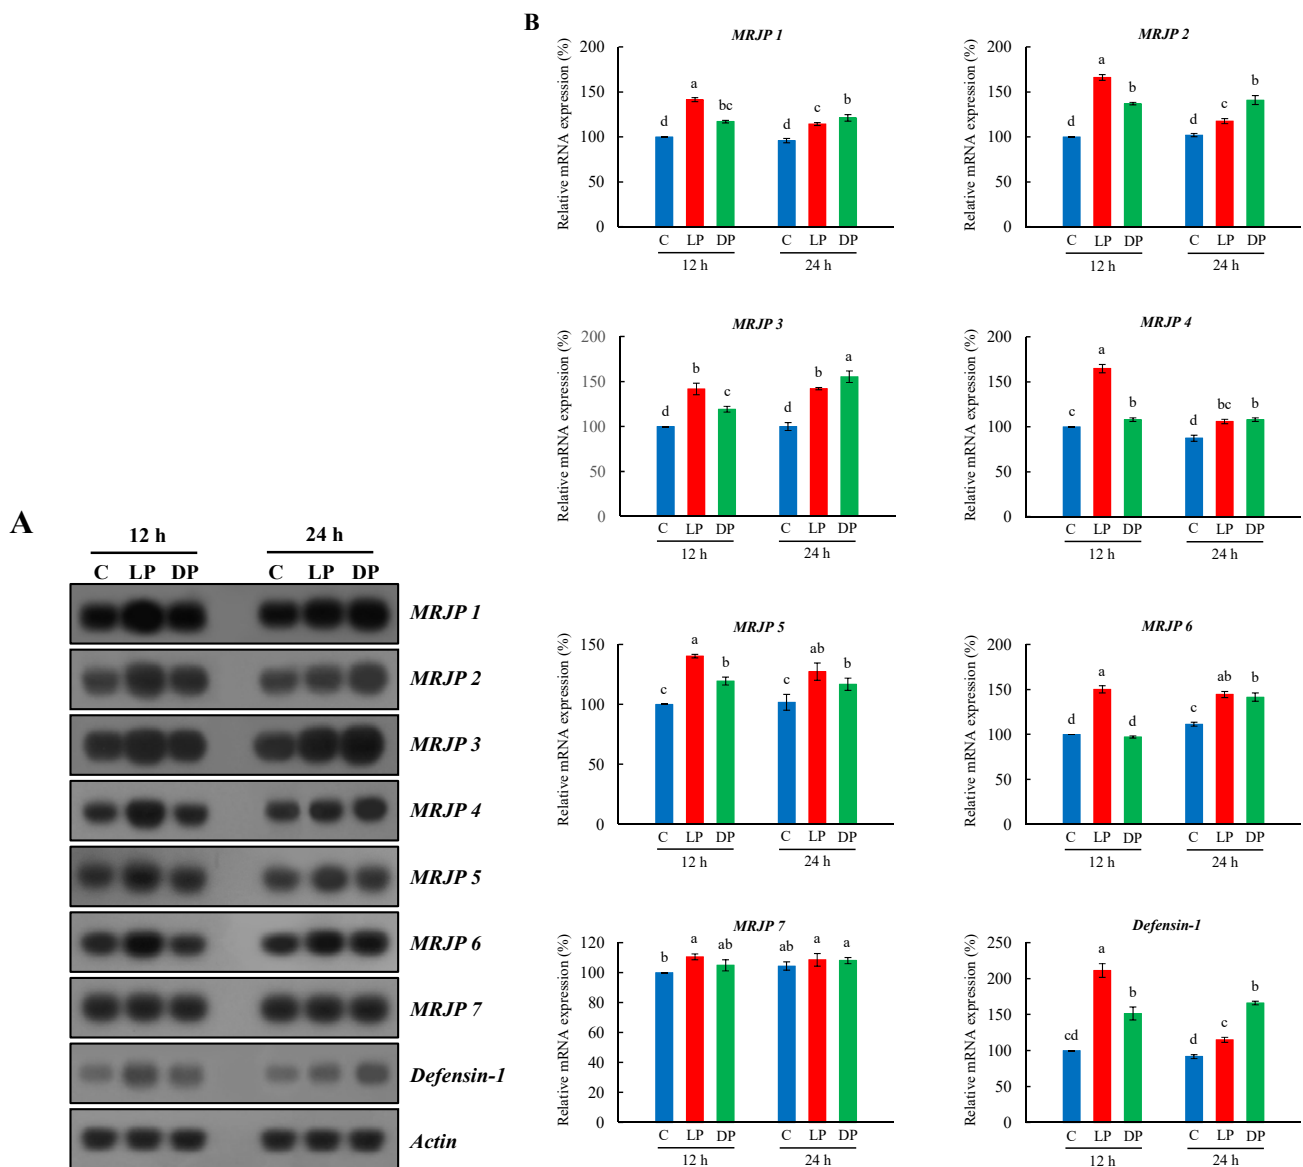 A
12 h 24 h
C LP DP C LP DP
MRJP 1
MRJP 2
MRJP 3
MRJP 4
MRJP 5
MRJP 6
MRJP 7
Defensin-1
Actin
B
MRJP 1
Relative mRNA expression (%)
200
150
100
50
0
d a bc d c b
C LP DP C LP DP
12 h 24 h
MRJP 2
Relative mRNA expression (%)
200
150
100
50
0
d a b d c b
C LP DP C LP DP
12 h 24 h
MRJP 3
Relative mRNA expression (%)
200
150
100
50
0
d b c d b a
C LP DP C LP DP
12 h 24 h
MRJP 4
Relative mRNA expression (%)
200
150
100
50
0
c a b d bc b
C LP DP C LP DP
12 h 24 h
MRJP 5
Relative mRNA expression (%)
150
100
50
0
c a b c ab b
C LP DP C LP DP
12 h 24 h
MRJP 6
Relative mRNA expression (%)
200
150
100
50
0
d a d c ab b
C LP DP C LP DP
12 h 24 h
MRJP 7
Relative mRNA expression (%)
120
100
80
60
40
20
0
b a ab ab a a
C LP DP C LP DP
12 h 24 h
Defensin-1
Relative mRNA expression (%)
250
200
150
100
50
0
cd a b d c b
C LP DP C LP DP
12 h 24 h